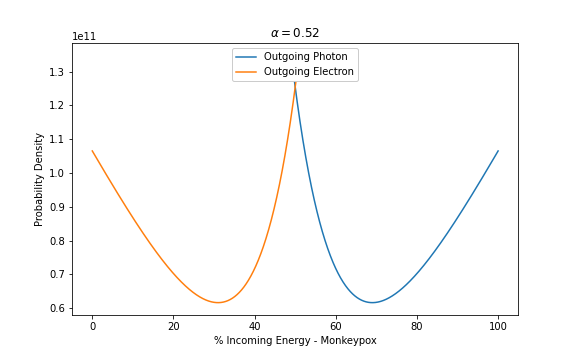 α = 0.52
1e11
Outgoing Photon
Outgoing Electron
1.3
1.2
1.1
1.0
0.9
0.8
0.7
0.6
Probability Density
0 20 40 60 80 100
% Incoming Energy - Monkeypox